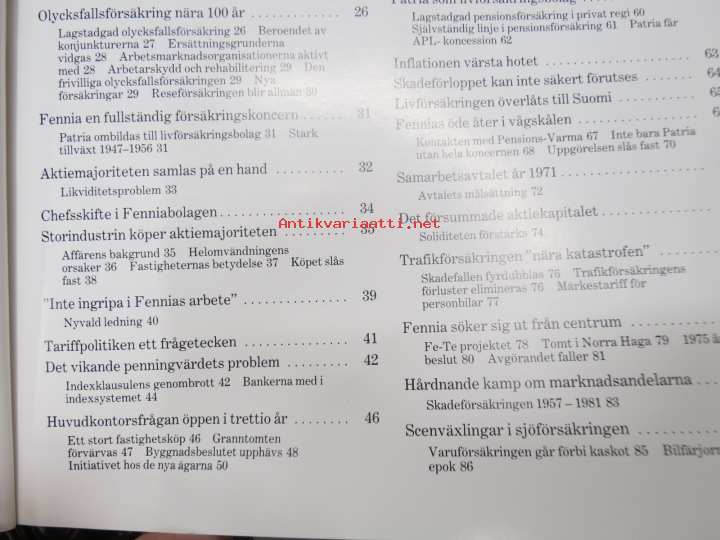 Olycksfallsförsäkring nära 100 år . . . . . . . . . . . . . 26
Lagstadgad olycksfallsförsäkring 26 Beroendet av
konjunkturerna 27 Ersättningsgrunderna
vidgas 28 Arbetsmarknadsorganisationerna aktivt
med 28 Arbetarskydd och rehabilitering 29 Den
frivilliga olycksfallsförsäkringen 29 Nya
försäkringar 29 Reseförsäkringen blir allmän 30
Fennia en fullständig försäkringskoncern . . . . . . . 31
Patria ombildas till livförsäkringsbolag 31 Stark
tillväxt 1947–1956 31
Aktiemajoriteten samlas på en hand . . . . . . . . . . 32
Likviditetsproblem 33
Chefsskifte i Fenniabolagen . . . . . . . . . . . . . . . . . . 34
Storindustrin köper aktiemajoriteten . . . . . . . . . . 35
Affärens bakgrund 35 Helomvändningens
orsaker 36 Fastigheternas betydelse 37 Köpet slås
fast 38
"Inte ingripa i Fennias arbete" . . . . . . . . . . . . . . . 39
Nyvald ledning 40
Tariffpolitiken ett frågetecken . . . . . . . . . . . . . . . 41
Det vikande penningvärdets problem . . . . . . . . . 42
Indexklausulens genombrott 42 Bankerna med i
indexsystemet 44
Huvudkontorsfrågan öppen i trettio år . . . . . . . . 46
Ett stort fastighetsköp 46 Granntomten
förvärvas 47 Byggnadsbeslutet upphävs 48
Initiativet hos de nya ägarna 50
Patria som livförsäkringsbolag . . . . . . . . . . . .
Lagstadgad pensionsförsäkring i privat regi 60
Självständig linje i pensionsförsäkring 61 Patria får
APL- koncession 62
Inflationen värsta hotet . . . . . . . . . . . . . . . . . . . 63
Skadeförloppet kan inte säkert förutses . . . . . . . 64
Livförsäkringen överlåts till Suomi . . . . . . . . . .
Fennias öde åter i vågskålen . . . . . . . . . . . . . . .
Kontakten med Pensions-Varma 67 Inte bara Patria
utan hela koncernen 68 Uppgörelsen slås fast 70
Samarbetsavtalet år 1971 . . . . . . . . . . . . . . . . . .
Avtalets målsättning 72
Det försummade aktiekapitalet . . . . . . . . . . . . .
Soliditeten förstärks 74
Trafikförsäkringen "nära katastrofen" . . . . . . .
Skadefallen fyrdubblas 76 Trafikförsäkringens
förluster elimineras 76 Märkestariff för
personbilar 77
Fennia söker sig ut från centrum . . . . . . . . . . .
Fe-Te projektet 78 Tomt i Norra Haga 79 1975 
beslut 80 Avgörandet faller 81
Hårdnande kamp om marknadsandelarna . . .
Skadeförsäkringen 1957 – 1981 83
Scenväxlingar i sjöförsäkringen . . . . . . . . . .
Varuförsäkringen går förbi kaskot 85 Bilfärjor
epok 86
Antikvariaatti.net